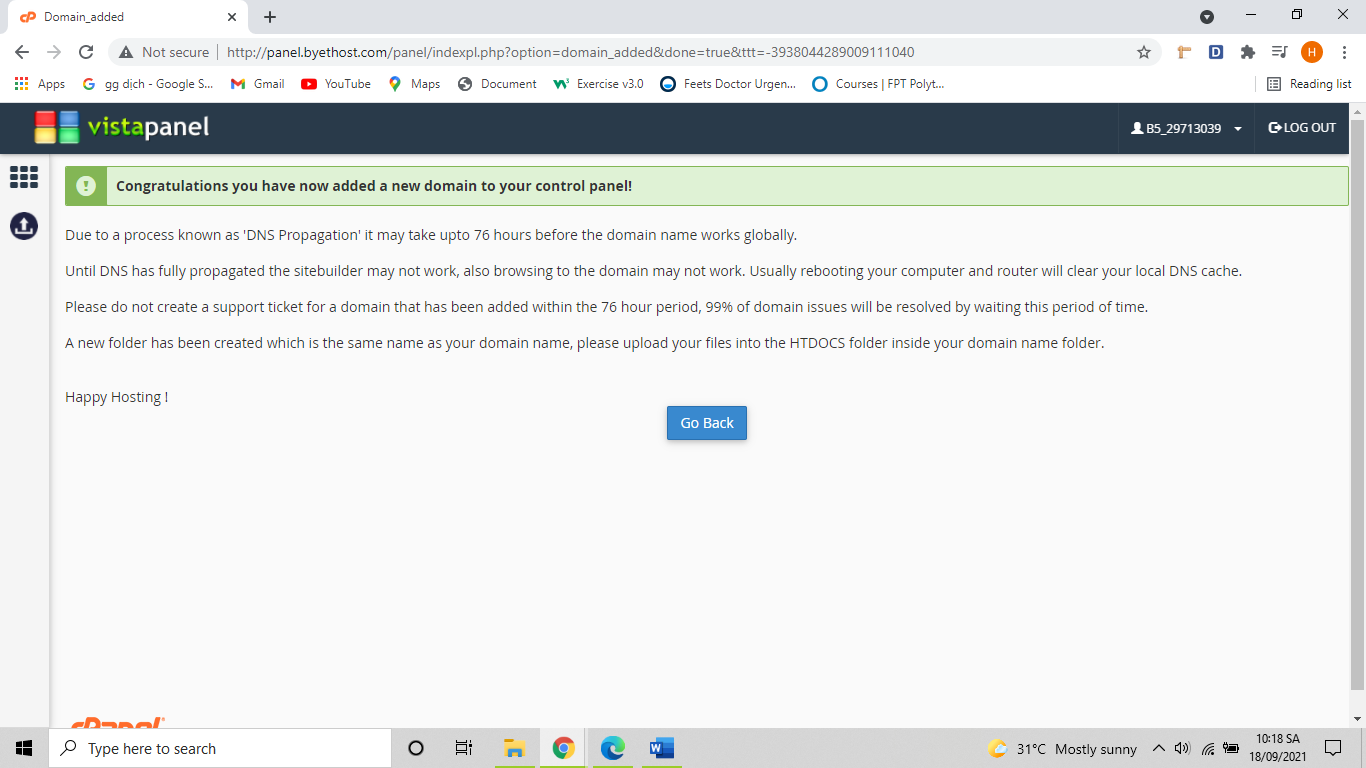 Domain_added
Not secure
http://panel.byethost.com/panel/indexpl.php?option=domain_added&done=true&ttt=-3938044289009111040
D
H
Apps
gg dịch - Google S...
Gmail
YouTube
Maps
Document
Exercise v3.0
Feets Doctor Urgen...
Courses | FPT Polyt...
Reading list
vistapanel
B5_29713039
LOG OUT
Congratulations you have now added a new domain to your control panel!
Due to a process known as 'DNS Propagation' it may take upto 76 hours before the domain name works globally.
Until DNS has fully propagated the sitebuilder may not work, also browsing to the domain may not work. Usually rebooting your computer and router will clear your local DNS cache.
Please do not create a support ticket for a domain that has been added within the 76 hour period, 99% of domain issues will be resolved by waiting this period of time.
A new folder has been created which is the same name as your domain name, please upload your files into the HTDOCS folder inside your domain name folder.
Happy Hosting !
Go Back
cPanel
Type here to search
31°C Mostly sunny
10:18 SA
18/09/2021